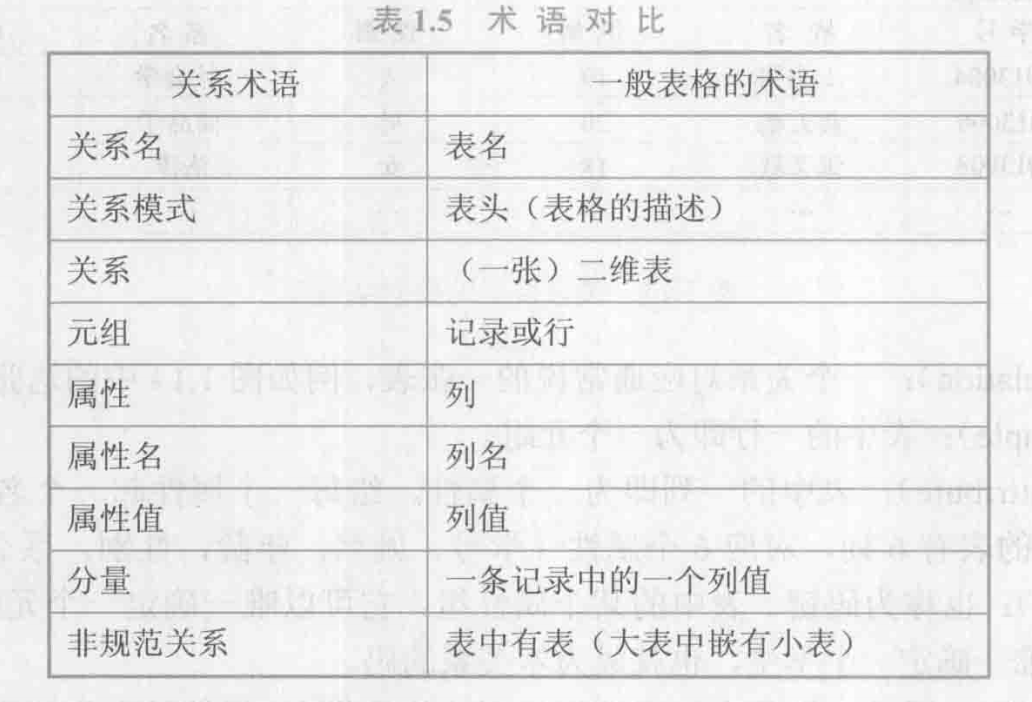 表 1.5 术语对比
关系术语 一般表格的术语
关系名 表名
关系模式 表头（表格的描述）
关系 （一张）二维表
元组 记录或行
属性 列
属性名 列名
属性值 列值
分量 一条记录中的一个列值
非规范关系 表中有表（大表中嵌有小表）